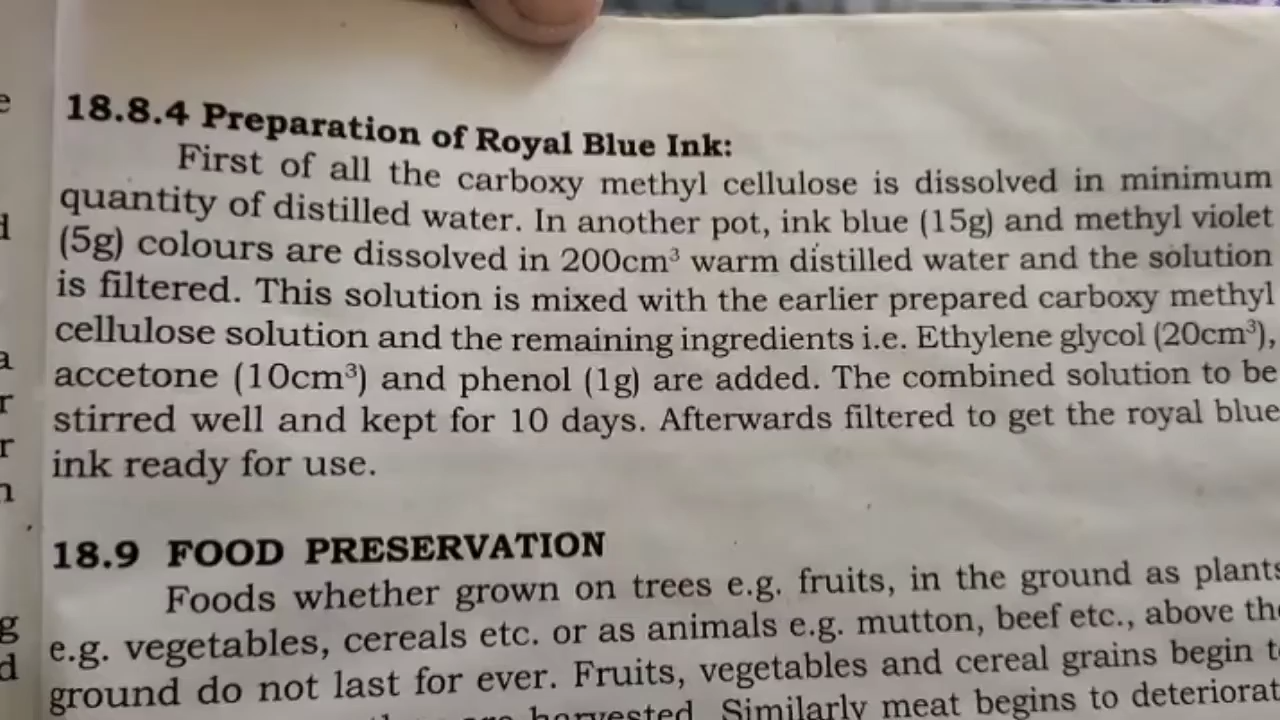 18.8.4 Preparation of Royal Blue Ink:
First of all the carboxy methyl cellulose is dissolved in minimum
quantity of distilled water. In another pot, ink blue (15g) and methyl violet
(5g) colours are dissolved in 200cm³ warm distilled water and the solution
is filtered. This solution is mixed with the earlier prepared carboxy methyl
cellulose solution and the remaining ingredients i.e. Ethylene glycol (20cm³),
accetone (10cm³) and phenol (1g) are added. The combined solution to be
stirred well and kept for 10 days. Afterwards filtered to get the royal blue
ink ready for use.
18.9 FOOD PRESERVATION
Foods whether grown on trees e.g. fruits, in the ground as plants
e.g. vegetables, cereals etc. or as animals e.g. mutton, beef etc., above the
ground do not last for ever. Fruits, vegetables and cereal grains begin t
harvested. Similarly meat begins to deteriorat